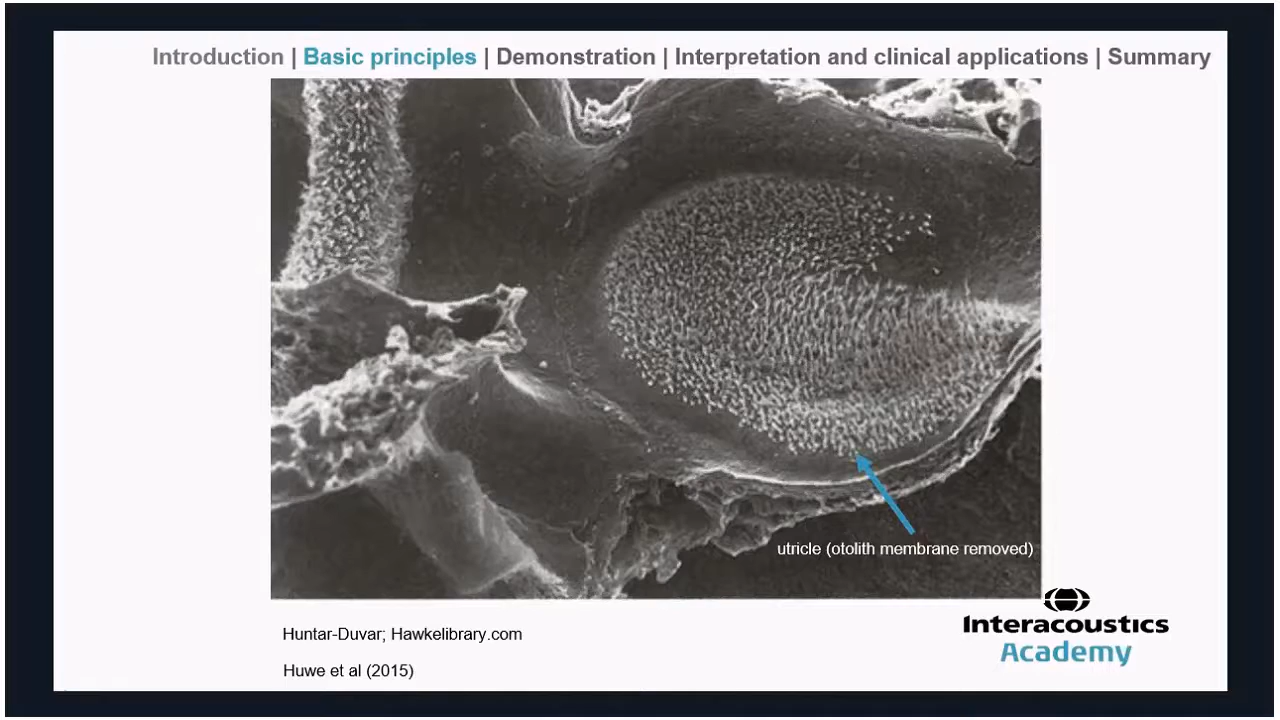 Introduction | Basic principles | Demonstration | Interpretation and clinical applications | Summary
utricle (otolith membrane removed)
Huntar-Duvar; Hawkelibrary.com
Huwe et al (2015)
Interacoustics
Academy